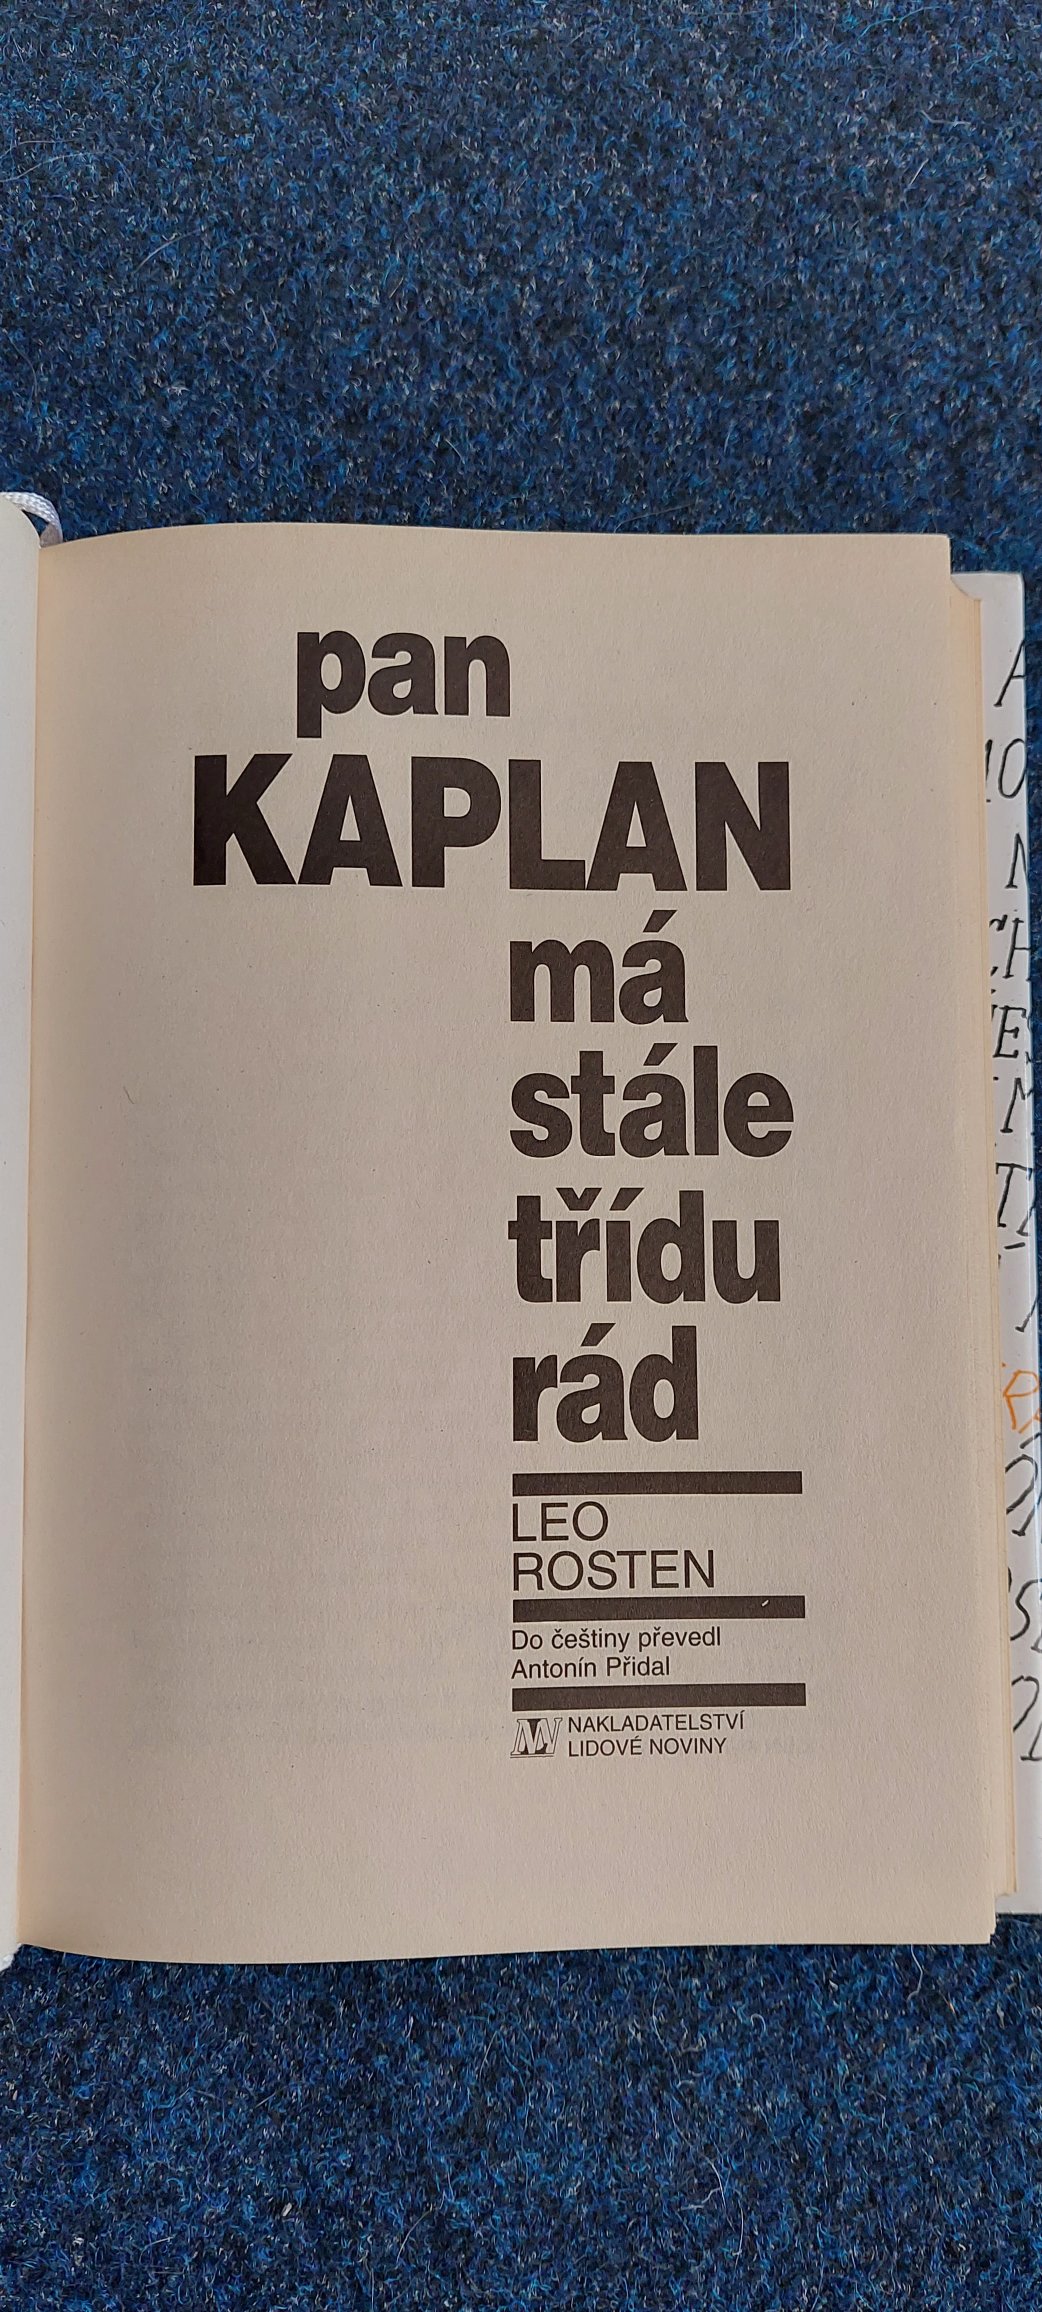 pan
KAPLAN
má
stále
třídu
rád
LEO
ROSTEN
Do češtiny převedl
Antonín Přidal
NAKLADATELSTVÍ
LIDOVÉ NOVINY